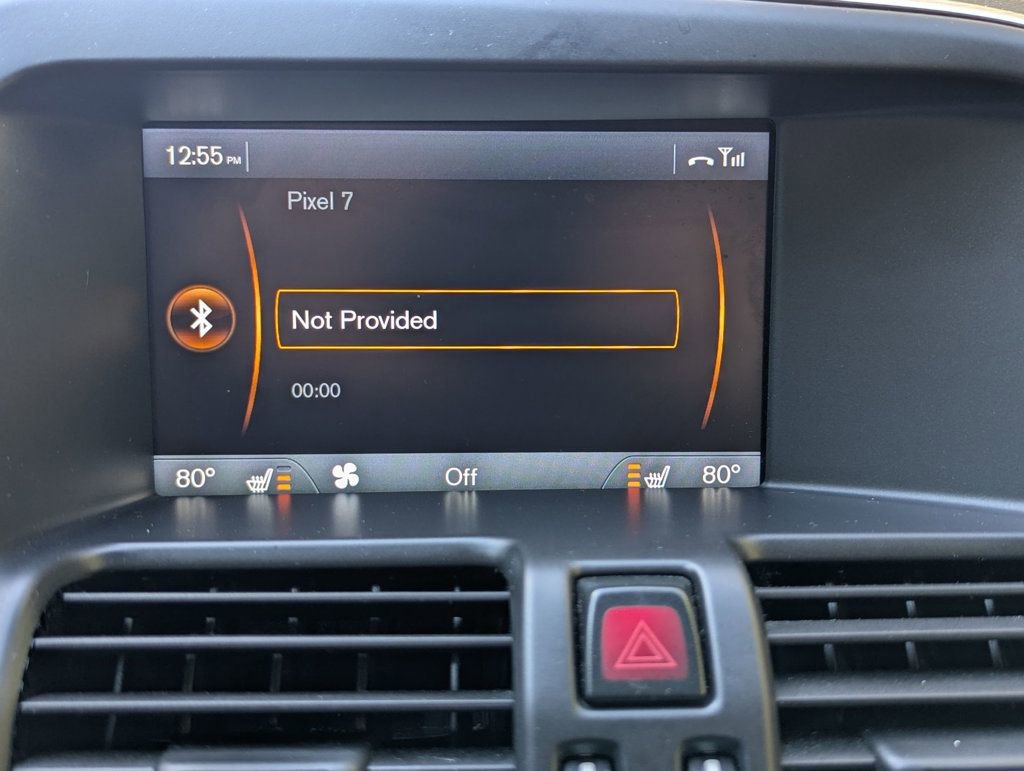 12:55 PM
Pixel 7
Not Provided
00:00
80° Off 80°